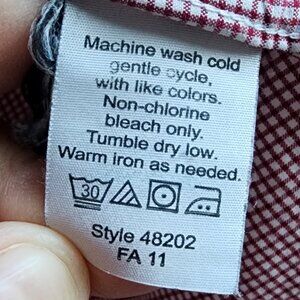 Machine wash cold
gentle cycle,
with like colors.
Non-chlorine
bleach only.
Tumble dry low.
Warm iron as needed.
30
Style 48202
FA 11